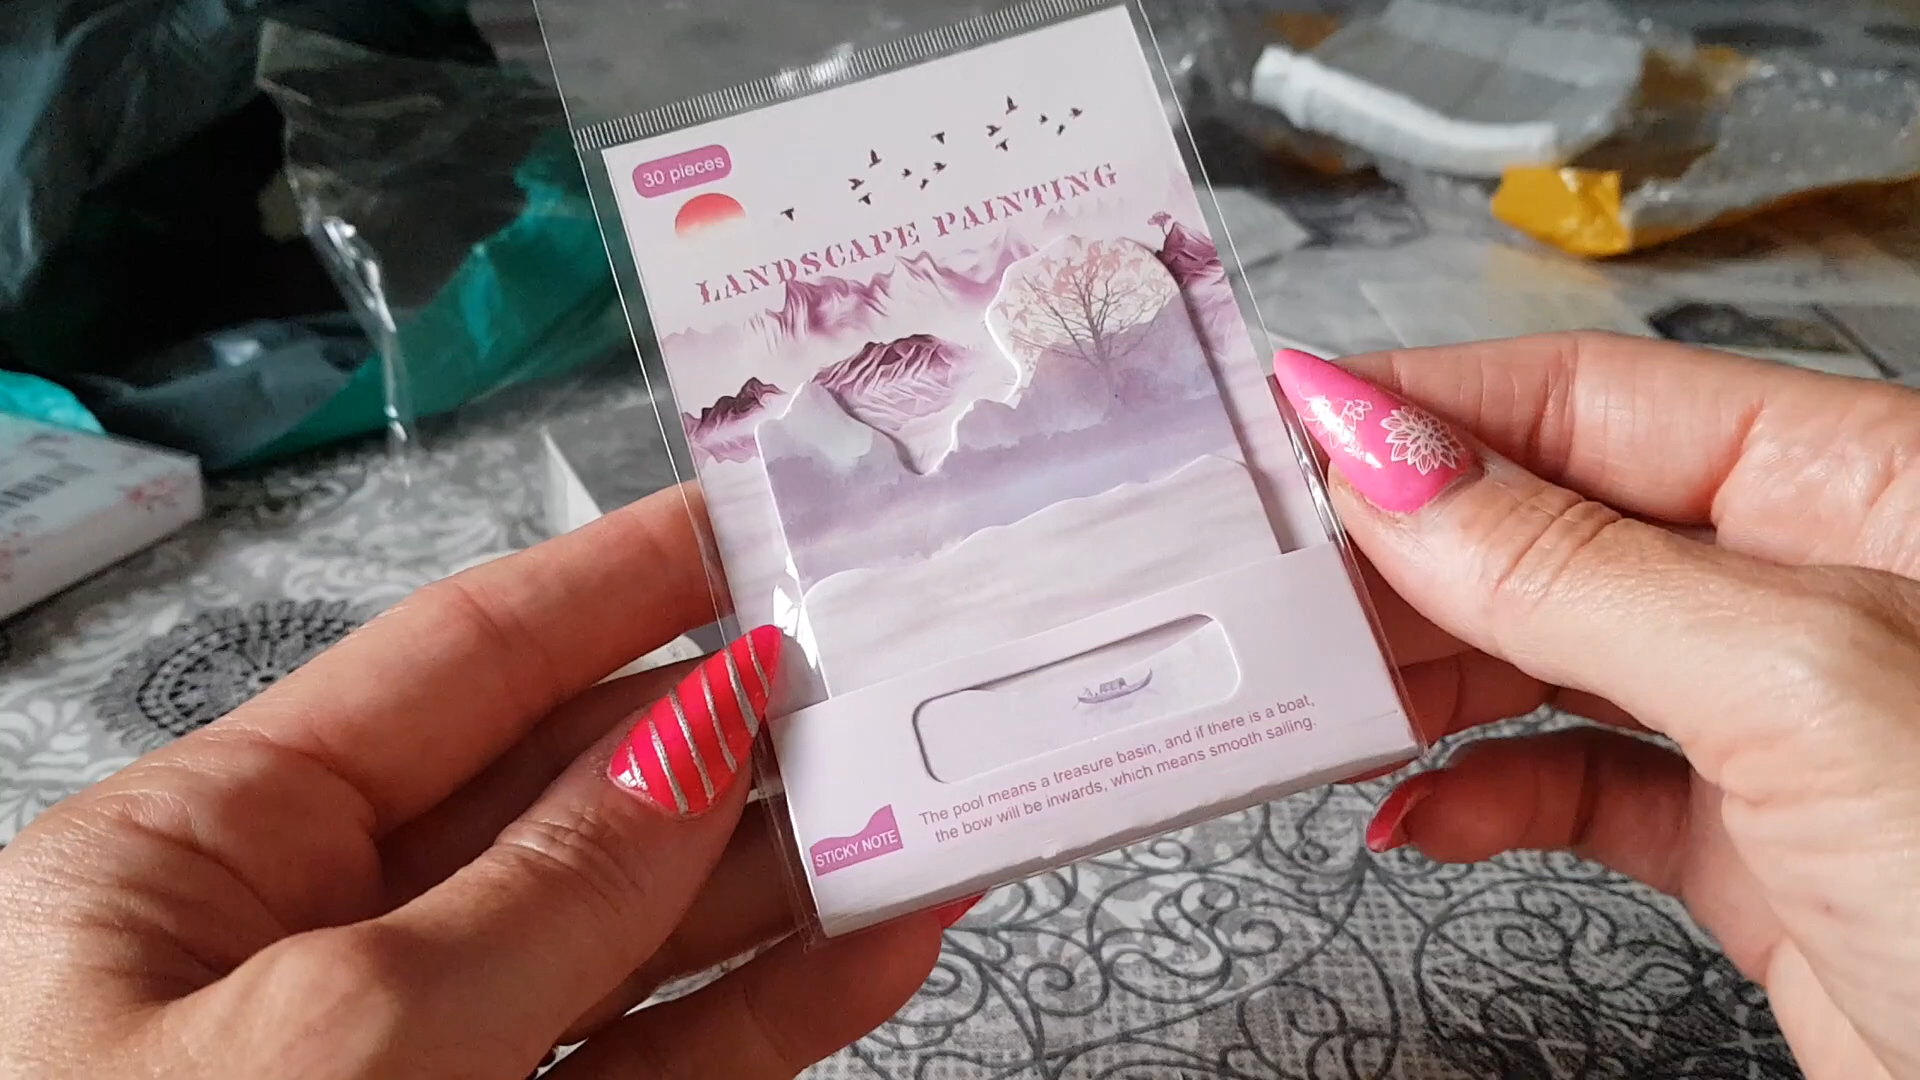 30 pieces
LANDSCAPE PAINTING
The pool means a treasure basin, and if there is a boat,
the bow will be inwards, which means smooth sailing.
STICKY NOTE